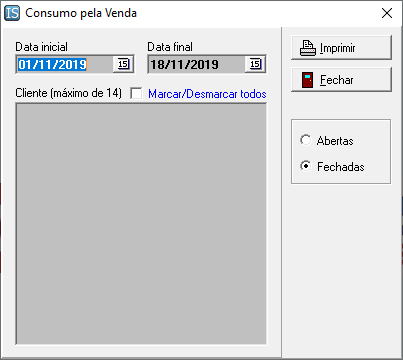 IS Consumo pela Venda
Data inicial Data final
01/11/2019 15 18/11/2019 15
Cliente (máximo de 14) Marcar/Desmarcar todos
Imprimir
Fechar
Abertas
Fechadas